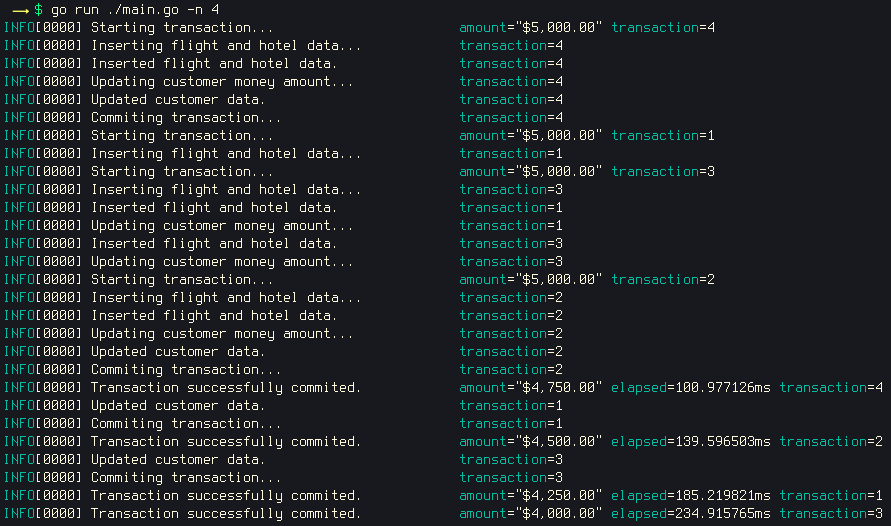 → $ go run ./main.go -n 4
INFO[0000] Starting transaction... amount="$5,000.00" transaction=4
INFO[0000] Inserting flight and hotel data... transaction=4
INFO[0000] Inserted flight and hotel data. transaction=4
INFO[0000] Updating customer money amount... transaction=4
INFO[0000] Updated customer data. transaction=4
INFO[0000] Commiting transaction... transaction=4
INFO[0000] Starting transaction... amount="$5,000.00" transaction=1
INFO[0000] Inserting flight and hotel data... transaction=1
INFO[0000] Starting transaction... amount="$5,000.00" transaction=3
INFO[0000] Inserting flight and hotel data... transaction=3
INFO[0000] Inserted flight and hotel data. transaction=1
INFO[0000] Updating customer money amount... transaction=1
INFO[0000] Inserted flight and hotel data. transaction=3
INFO[0000] Updating customer money amount... transaction=3
INFO[0000] Starting transaction... amount="$5,000.00" transaction=2
INFO[0000] Inserting flight and hotel data... transaction=2
INFO[0000] Inserted flight and hotel data. transaction=2
INFO[0000] Updating customer money amount... transaction=2
INFO[0000] Updated customer data. transaction=2
INFO[0000] Commiting transaction... transaction=2
INFO[0000] Transaction successfully commited. amount="$4,750.00" elapsed=100.977126ms transaction=4
INFO[0000] Updated customer data. transaction=1
INFO[0000] Commiting transaction... transaction=1
INFO[0000] Transaction successfully commited. amount="$4,500.00" elapsed=139.596503ms transaction=2
INFO[0000] Updated customer data. transaction=3
INFO[0000] Commiting transaction... transaction=3
INFO[0000] Transaction successfully commited. amount="$4,250.00" elapsed=185.219821ms transaction=1
INFO[0000] Transaction successfully commited. amount="$4,000.00" elapsed=234.915765ms transaction=3